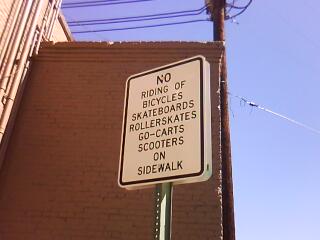 NO
RIDING OF
BICYCLES
SKATEBOARDS
ROLLERSKATES
GO-CARTS
SCOOTERS
ON
SIDEWALK